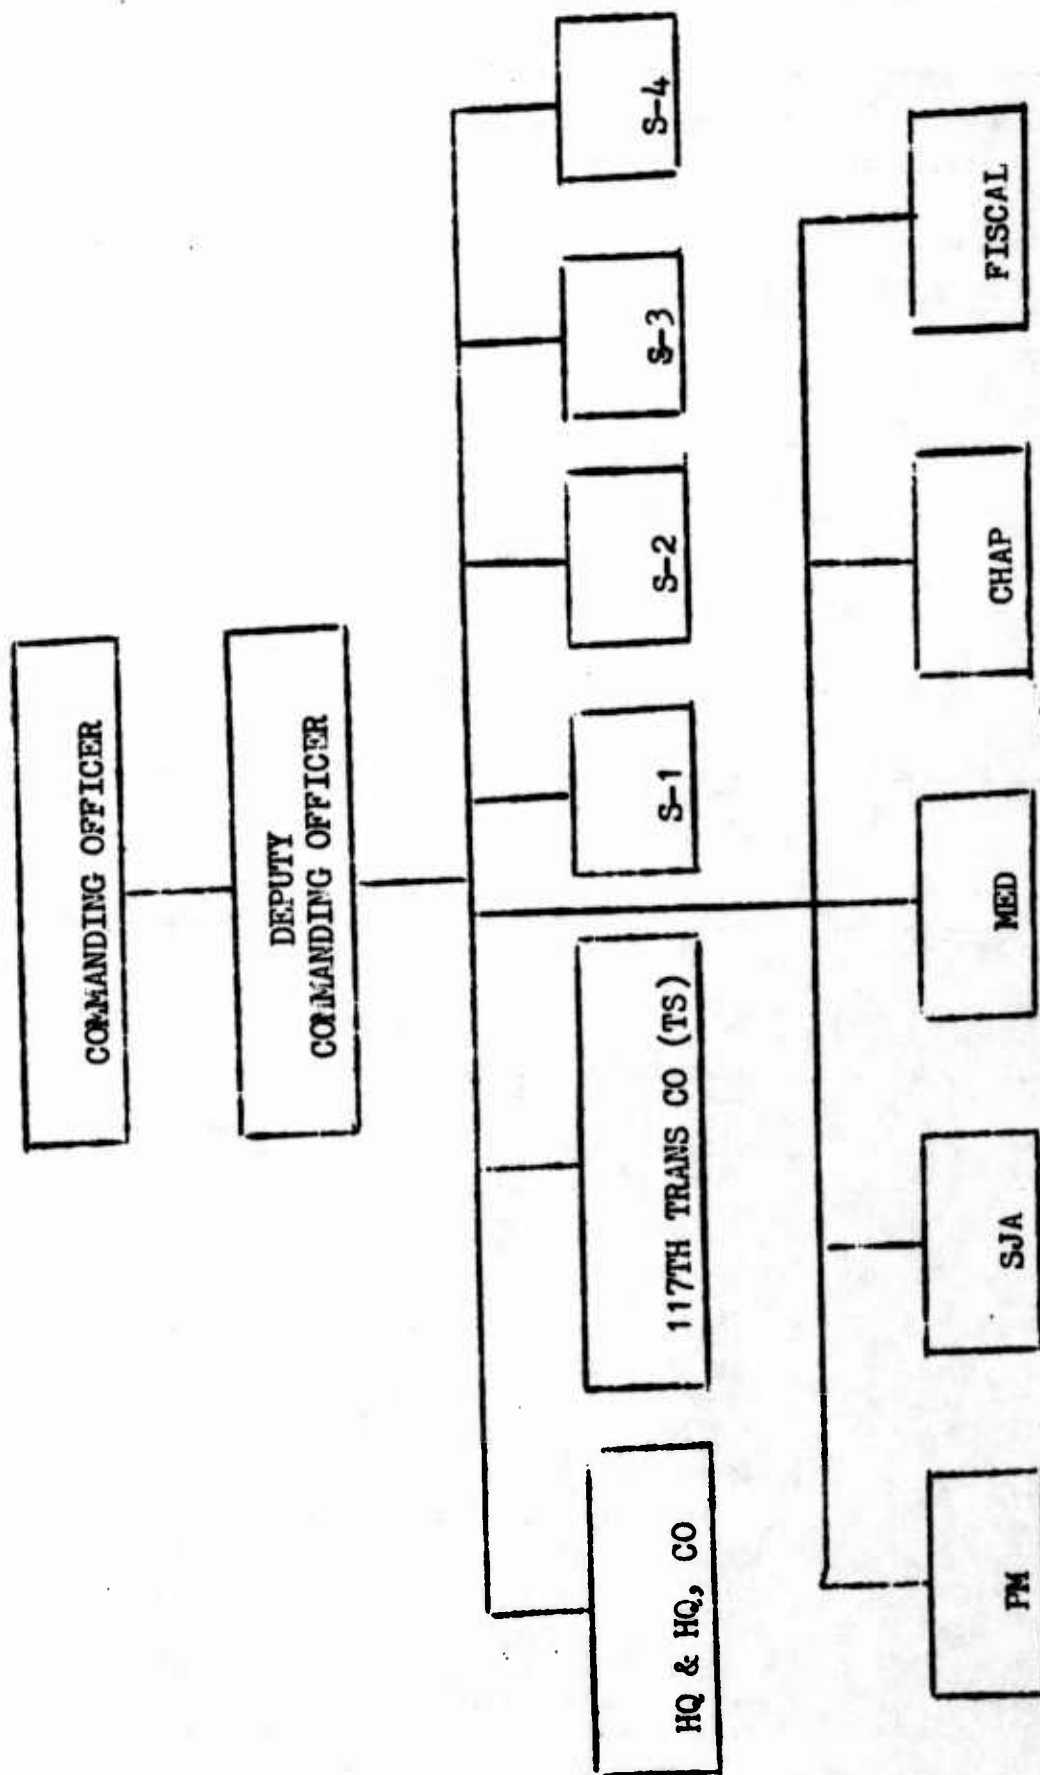 COMMANDING OFFICER
DEPUTY
COMMANDING OFFICER
HQ & HQ, CO
117TH TRANS CO (TS)
S-1
S-2
S-3
S-4
PM
SJA
MED
CHAP
FISCAL